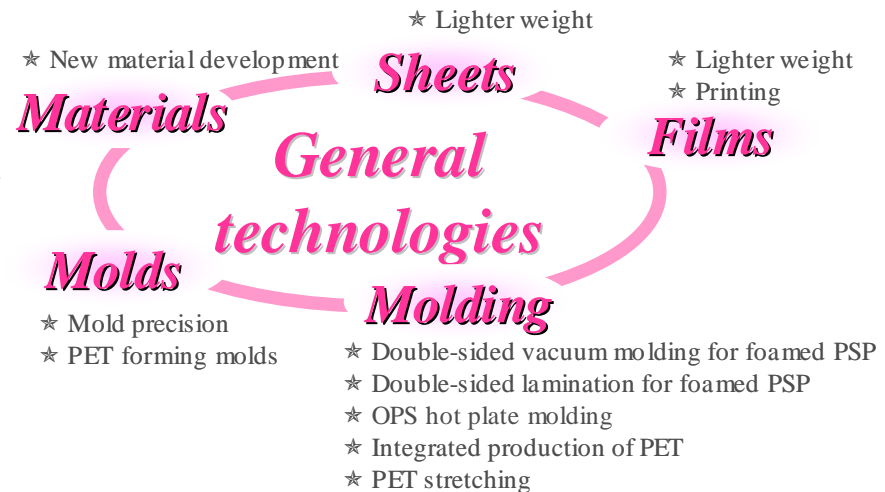 ✯ Lighter weight
Sheets
✯ New material development
Materials
✯ Lighter weight
✯ Printing
Films
General
technologies
Molds
✯ Mold precision
✯ PET forming molds
Molding
✯ Double-sided vacuum molding for foamed PSP
✯ Double-sided lamination for foamed PSP
✯ OPS hot plate molding
✯ Integrated production of PET
✯ PET stretching